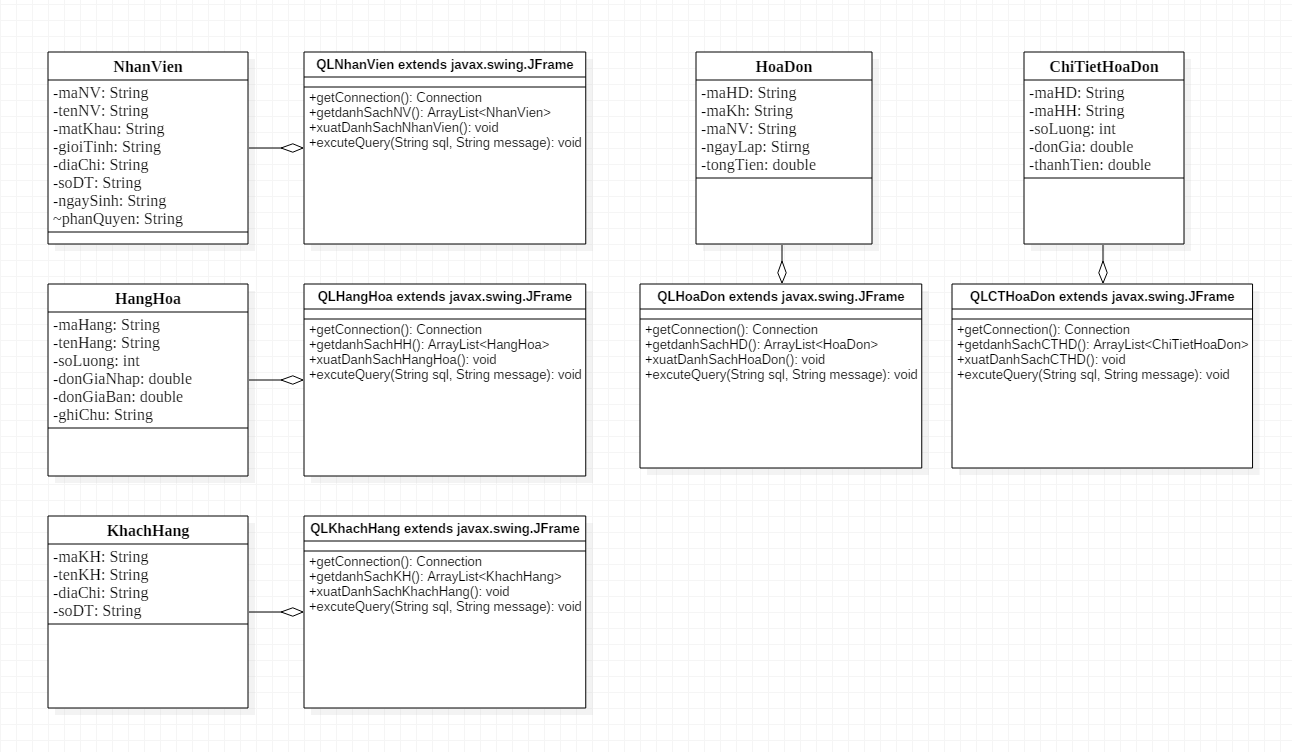 NhanVien
-maNV: String
-tenNV: String
-matKhau: String
-gioiTinh: String
-diaChi: String
-soDT: String
-ngaySinh: String
~phanQuyen: String
QLNhanVien extends javax.swing.JFrame
+getConnection(): Connection
+getdanhSachNV(): ArrayList<NhanVien>
+xuatDanhSachNhanVien(): void
+excuteQuery(String sql, String message): void
HoaDon
-maHD: String
-maKh: String
-maNV: String
-ngayLap: Stirng
-tongTien: double
ChiTietHoaDon
-maHD: String
-maHH: String
-soLuong: int
-donGia: double
-thanhTien: double
HangHoa
-maHang: String
-tenHang: String
-soLuong: int
-donGiaNhap: double
-donGiaBan: double
-ghiChu: String
QLHangHoa extends javax.swing.JFrame
+getConnection(): Connection
+getdanhSachHH(): ArrayList<HangHoa>
+xuatDanhSachHangHoa(): void
+excuteQuery(String sql, String message): void
QLHoaDon extends javax.swing.JFrame
+getConnection(): Connection
+getdanhSachHD(): ArrayList<HoaDon>
+xuatDanhSachHoaDon(): void
+excuteQuery(String sql, String message): void
QLCTHoaDon extends javax.swing.JFrame
+getConnection(): Connection
+getdanhSachCTHD(): ArrayList<ChiTietHoaDon>
+xuatDanhSachCTHD(): void
+excuteQuery(String sql, String message): void
KhachHang
-maKH: String
-tenKH: String
-diaChi: String
-soDT: String
QLKhachHang extends javax.swing.JFrame
+getConnection(): Connection
+getdanhSachKH(): ArrayList<KhachHang>
+xuatDanhSachKhachHang(): void
+excuteQuery(String sql, String message): void